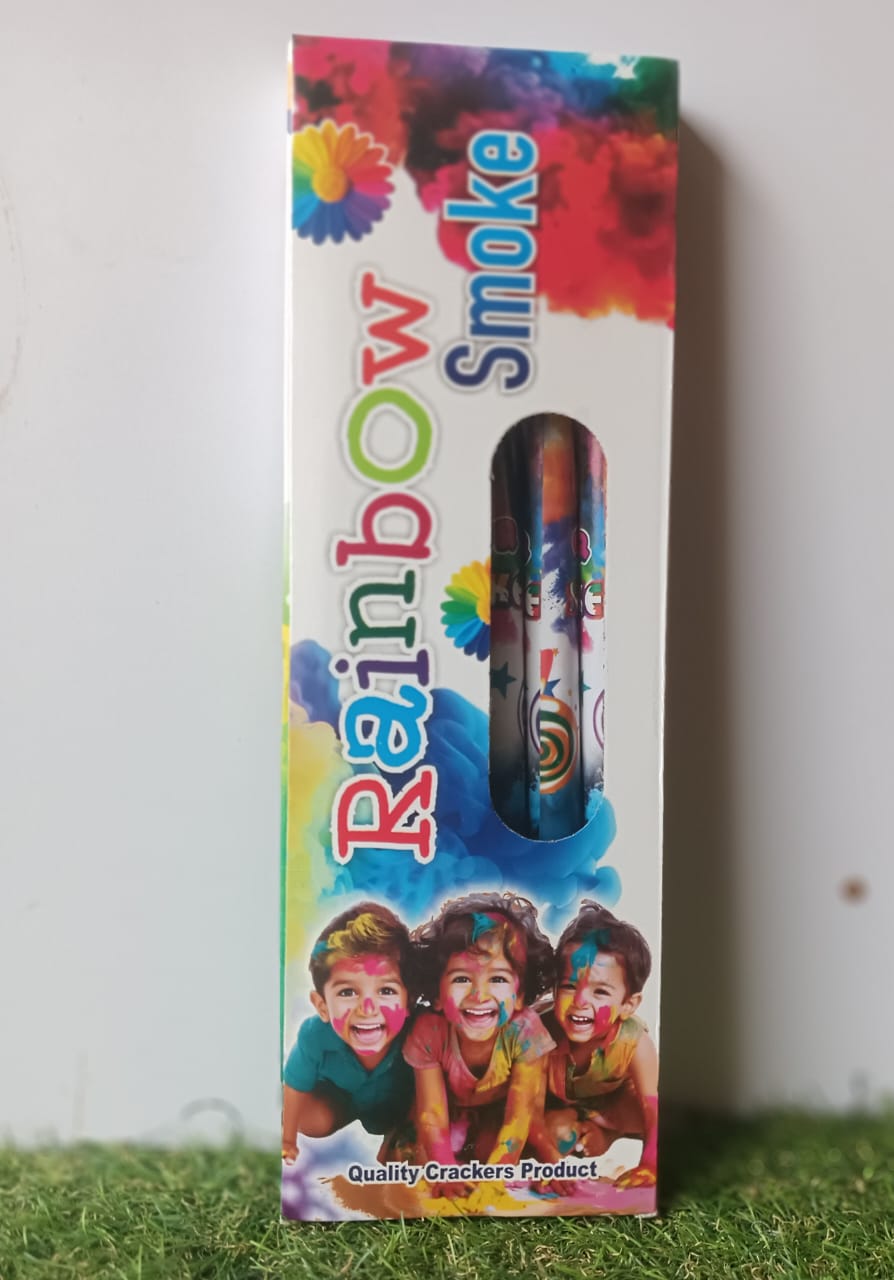 Rainbow
Smoke
Quality Crackers Product